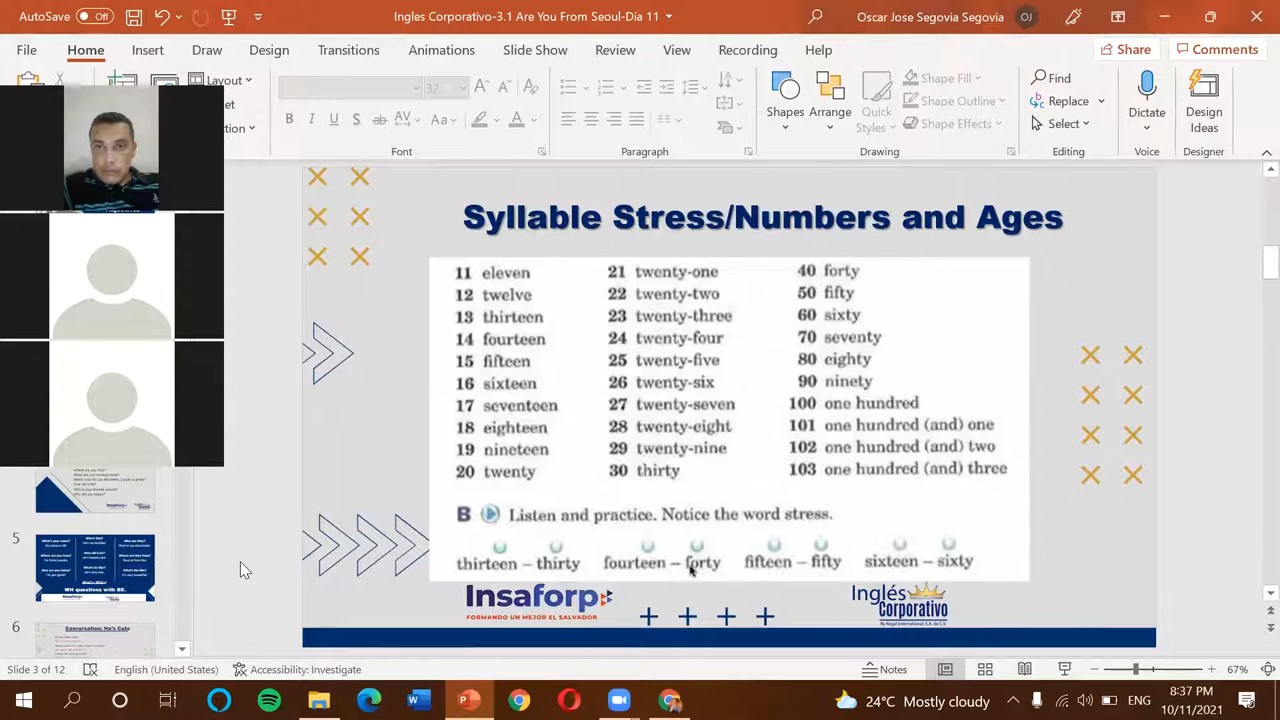 AutoSave Off Ingles Corporativo-3.1 Are You From Seoul-Dia 11 Oscar Jose Segovia Segovia OJ
File Home Insert Draw Design Transitions Animations Slide Show Review Recording View Help Share Comments
Layout
Shapes Arrange Quick Styles
Shape Fill
Shape Outline
Shape Effects
Find
Replace
Select
Dictate
Design Ideas
Font Paragraph Drawing Editing Voice Designer
Syllable Stress/Numbers and Ages
11 eleven 21 twenty-one 40 forty
12 twelve 22 twenty-two 50 fifty
13 thirteen 23 twenty-three 60 sixty
14 fourteen 24 twenty-four 70 seventy
15 fifteen 25 twenty-five 80 eighty
16 sixteen 26 twenty-six 90 ninety
17 seventeen 27 twenty-seven 100 one hundred
18 eighteen 28 twenty-eight 101 one hundred (and) one
19 nineteen 29 twenty-nine 102 one hundred (and) two
20 twenty 30 thirty 103 one hundred (and) three
B Listen and practice. Notice the word stress.
thirteen – thirty fourteen – forty fifteen – fifty sixteen – sixty
Insaforp
FORMANDO UN MEJOR EL SALVADOR
Inglés
Corporativo
By Regal International, S.A. de C.V
5
WH questions with BE.
6
Conversation: He's Cute
Slide 3 of 12 English (United States) Accessibility: Investigate Notes 67%
24°C Mostly cloudy ENG 8:37 PM
10/11/2021